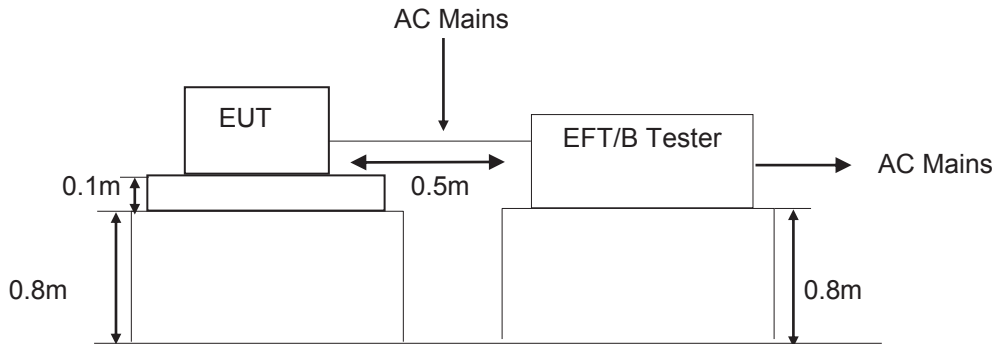 AC Mains
EUT
EFT/B Tester
AC Mains
0.1m
0.5m
0.8m
0.8m